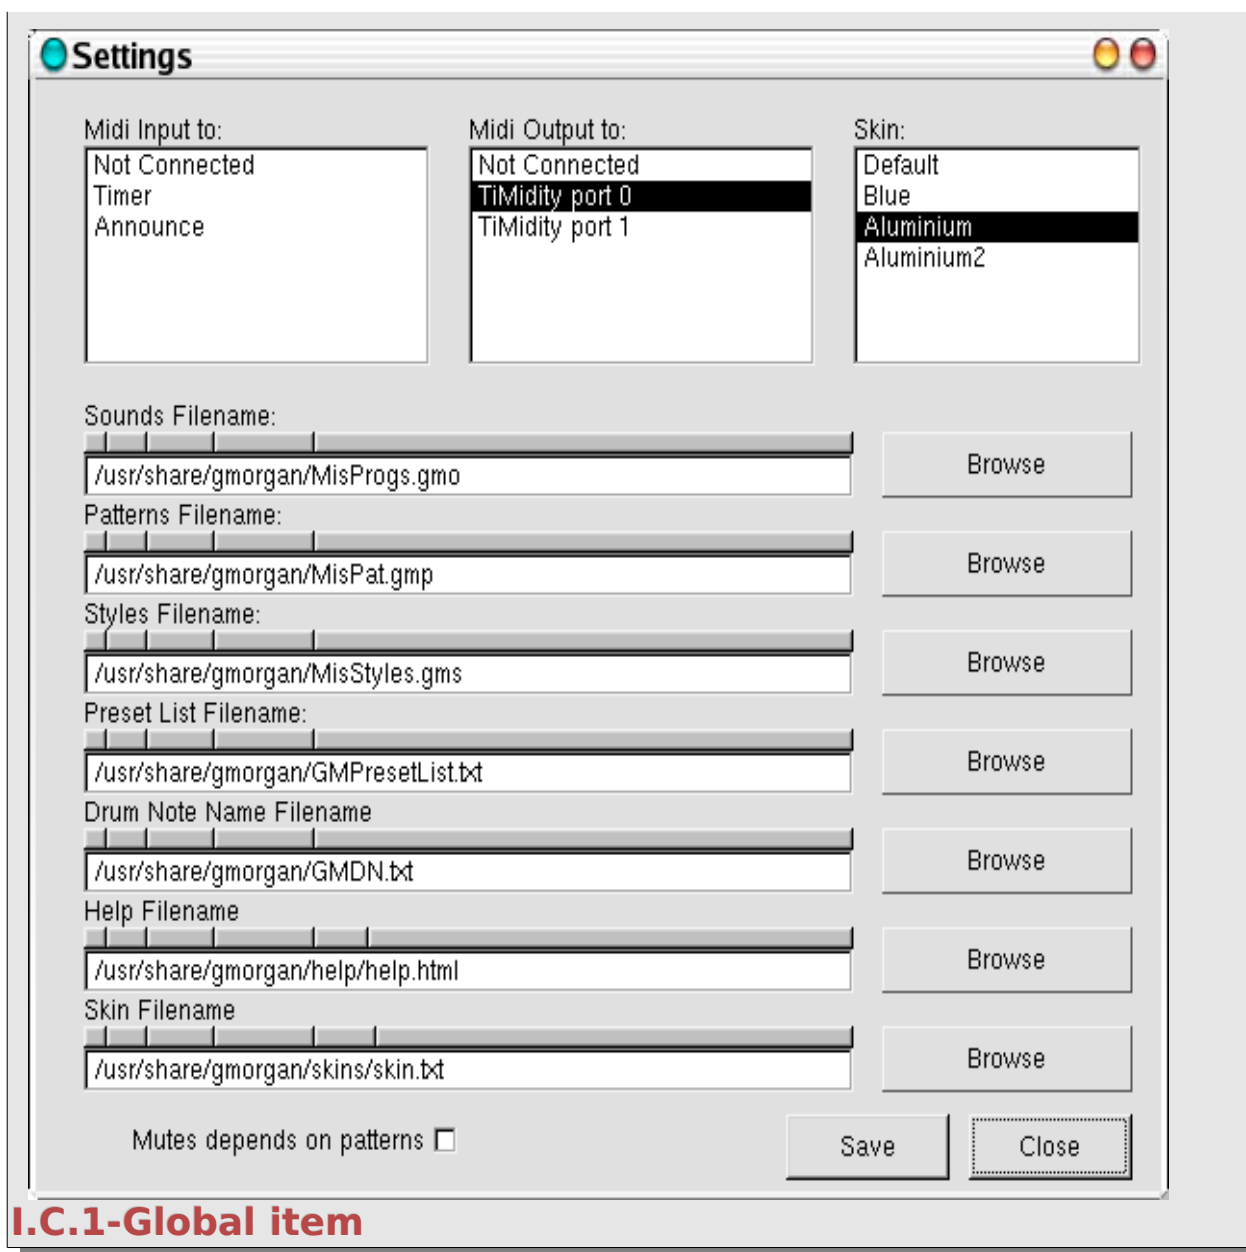 Settings
Midi Input to:
Not Connected
Timer
Announce
Midi Output to:
Not Connected
TiMidity port 0
TiMidity port 1
Skin:
Default
Blue
Aluminium
Aluminium2
Sounds Filename:
/usr/share/gmorgan/MisProgs.gmo
Browse
Patterns Filename:
/usr/share/gmorgan/MisPat.gmp
Browse
Styles Filename:
/usr/share/gmorgan/MisStyles.gms
Browse
Preset List Filename:
/usr/share/gmorgan/GMPresetList.txt
Browse
Drum Note Name Filename
/usr/share/gmorgan/GMDN.txt
Browse
Help Filename
/usr/share/gmorgan/help/help.html
Browse
Skin Filename
/usr/share/gmorgan/skins/skin.txt
Browse
Mutes depends on patterns
Save
Close
I.C.1-Global item